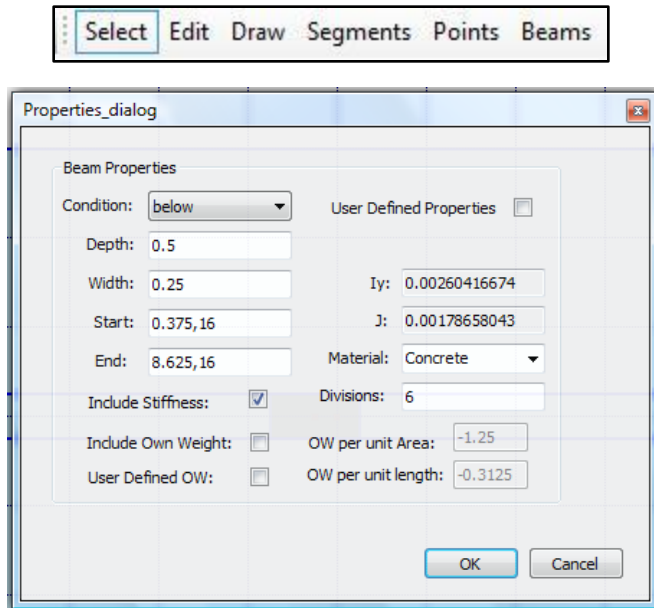 Select Edit Draw Segments Points Beams
Properties_dialog
Beam Properties
Condition: below User Defined Properties
Depth: 0.5
Width: 0.25 Iy: 0.00260416674
Start: 0.375,16 J: 0.00178658043
End: 8.625,16 Material: Concrete
Include Stiffness: Divisions: 6
Include Own Weight: OW per unit Area: -1.25
User Defined OW: OW per unit length: -0.3125
OK Cancel